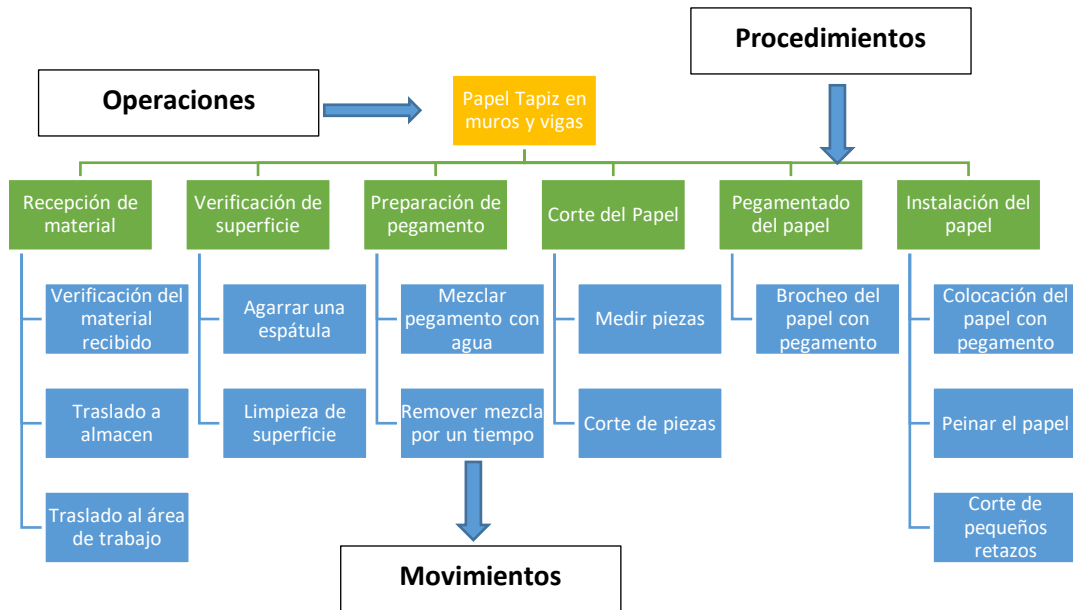 Procedimientos
Operaciones
Papel Tapiz en
muros y vigas
Recepción de
material
Verificación de
superficie
Preparación de
pegamento
Corte del Papel
Pegamentado
del papel
Instalación del
papel
Verificación del
material
recibido
Agarrar una
espátula
Mezclar
pegamento con
agua
Medir piezas
Brocheo del
papel con
pegamento
Colocación del
papel con
pegamento
Traslado a
almacen
Limpieza de
superficie
Remover mezcla
por un tiempo
Corte de piezas
Peinar el papel
Traslado al área
de trabajo
Corte de
pequeños
retazos
Movimientos